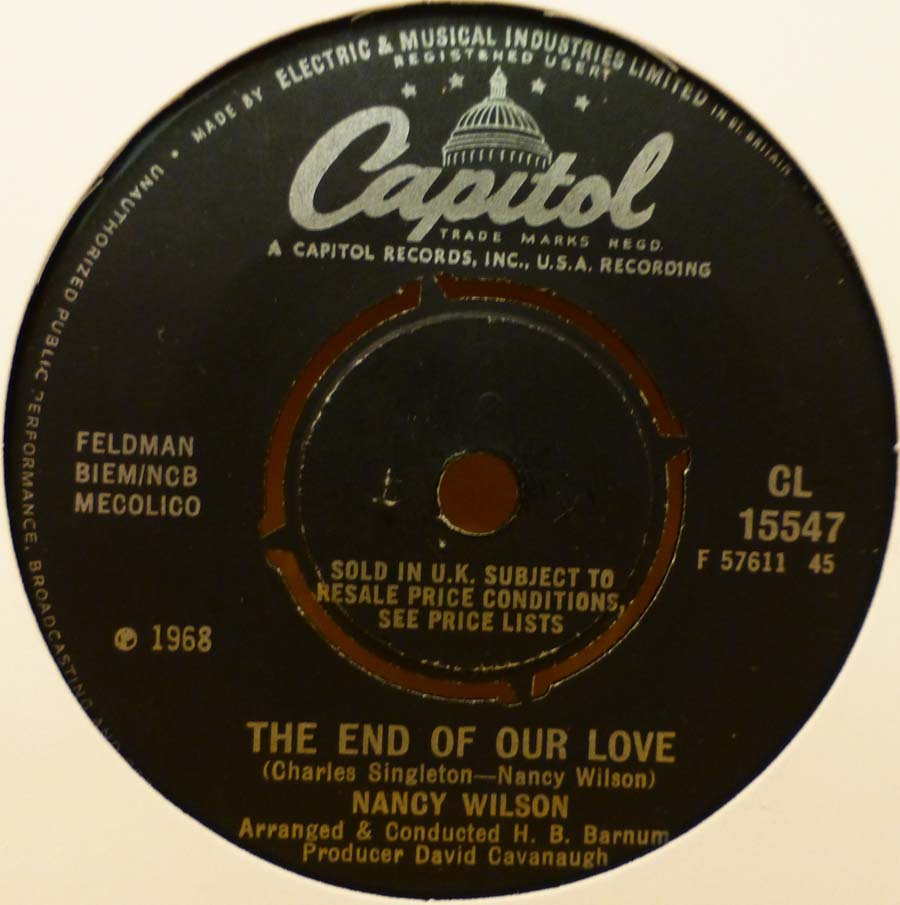 MADE BY ELECTRIC & MUSICAL INDUSTRIES LIMITED IN GT. BRITAIN
REGISTERED USER
Capitol
TRADE MARKS REGD.
A CAPITOL RECORDS, INC., U.S.A. RECORDING
UNAUTHORIZED PUBLIC PERFORMANCE, BROADCASTING AND
FELDMAN
BIEM/NCB
MECOLICO
CL
15547
F 57611 45
SOLD IN U.K. SUBJECT TO
RESALE PRICE CONDITIONS,
SEE PRICE LISTS
℗ 1968
THE END OF OUR LOVE
(Charles Singleton—Nancy Wilson)
NANCY WILSON
Arranged & Conducted H. B. Barnum
Producer David Cavanaugh